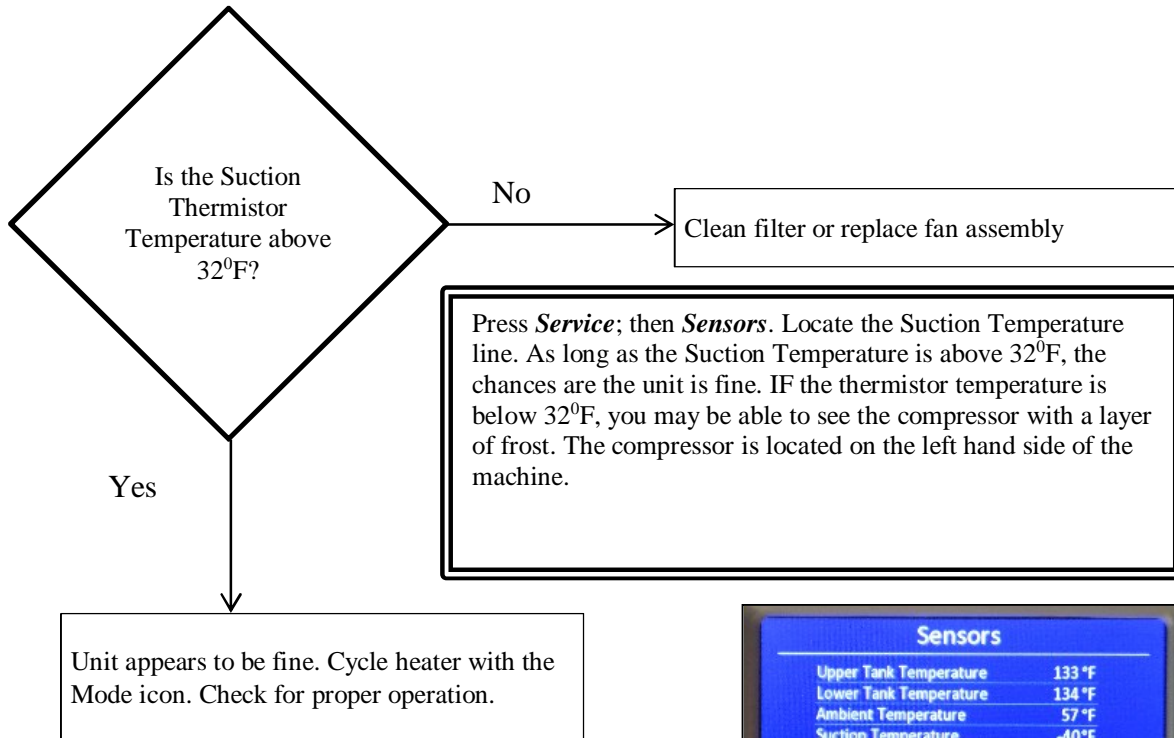 Is the Suction
Thermistor
Temperature above
32⁰F?
No
Clean filter or replace fan assembly
Press Service; then Sensors. Locate the Suction Temperature
line. As long as the Suction Temperature is above 32⁰F, the
chances are the unit is fine. IF the thermistor temperature is
below 32⁰F, you may be able to see the compressor with a layer
of frost. The compressor is located on the left hand side of the
machine.
Yes
Unit appears to be fine. Cycle heater with the
Mode icon. Check for proper operation.
Sensors
Upper Tank Temperature 133 °F
Lower Tank Temperature 134 °F
Ambient Temperature 57 °F
Suction Temperature -40°F